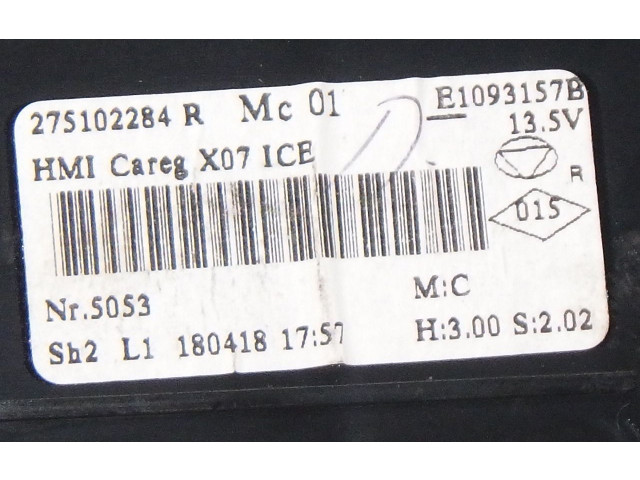 275102284 R Mc 01 E1093157B
13.5V
HMI Careg X07 ICE
R
015
Nr.5053 M:C
Sh2 L1 180418 17:57 H:3.00 S:2.02